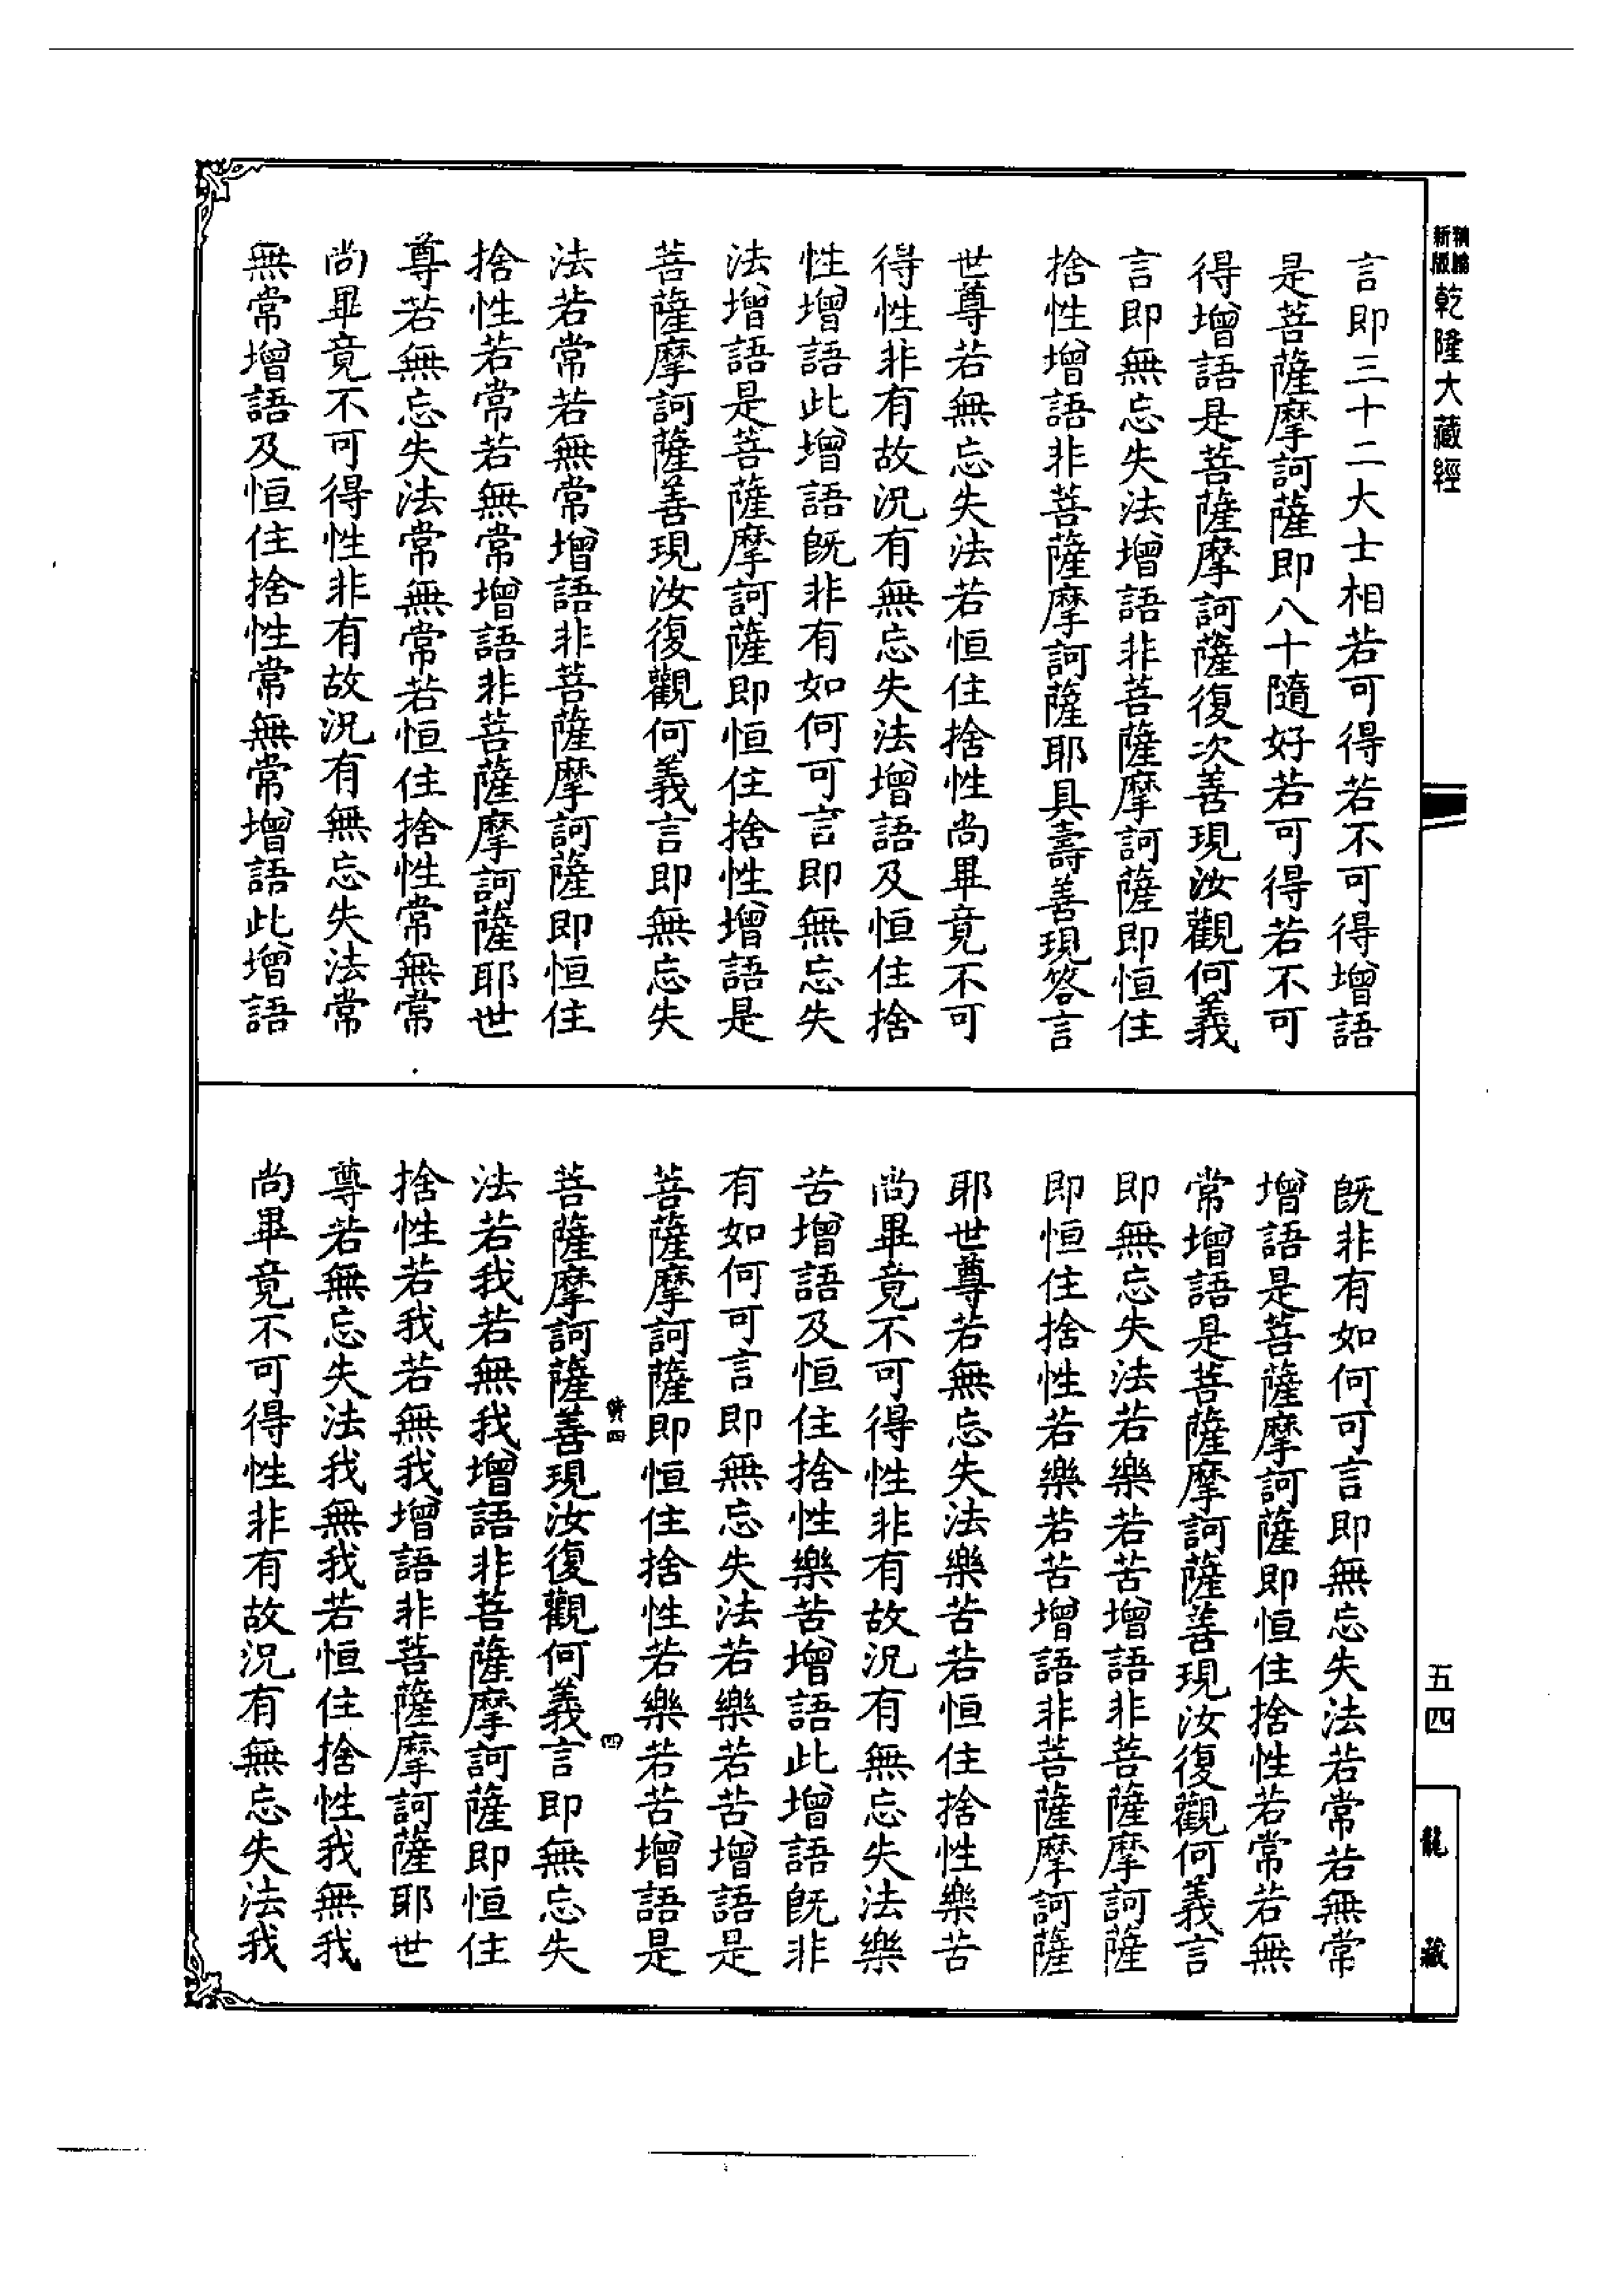 新版
精編
乾隆大藏經
言即三十二大士相若可得若不可得增語
是菩薩摩訶薩即八十隨好若可得若不可
得增語是菩薩摩訶薩復次善現汝觀何義
言即無忘失法增語非菩薩摩訶薩即恒住
捨性增語非菩薩摩訶薩耶具壽善現答言
世尊若無忘失法若恒住捨性尚畢竟不可
得性非有故況有無忘失法增語及恒住捨
性增語此增語旣非有如何可言即無忘失
法增語是菩薩摩訶薩即恒住捨性增語是
菩薩摩訶薩善現汝復觀何義言即無忘失
法若常若無常增語非菩薩摩訶薩即恒住
捨性若常若無常增語非菩薩摩訶薩耶世
尊若無忘失法常無常若恒住捨性常無常
尚畢竟不可得性非有故況有無忘失法常
無常增語及恒住捨性常無常增語此增語
旣非有如何可言即無忘失法若常若無常
增語是菩薩摩訶薩即恒住捨性若常若無
常增語是菩薩摩訶薩善現汝復觀何義言
即無忘失法若樂若苦增語非菩薩摩訶薩
即恒住捨性若樂若苦增語非菩薩摩訶薩
耶世尊若無忘失法樂苦若恒住捨性樂苦
尚畢竟不可得性非有故況有無忘失法樂
苦增語及恒住捨性樂苦增語此增語旣非
有如何可言即無忘失法若樂若苦增語是
菩薩摩訶薩即恒住捨性若樂若苦增語是
四
四
菩薩摩訶薩善現汝復觀何義言即無忘失
法若我若無我增語非菩薩摩訶薩即恒住
捨性若我若無我增語非菩薩摩訶薩耶世
尊若無忘失法我無我若恒住捨性我無我
尚畢竟不可得性非有故況有無忘失法我
五四
龍藏